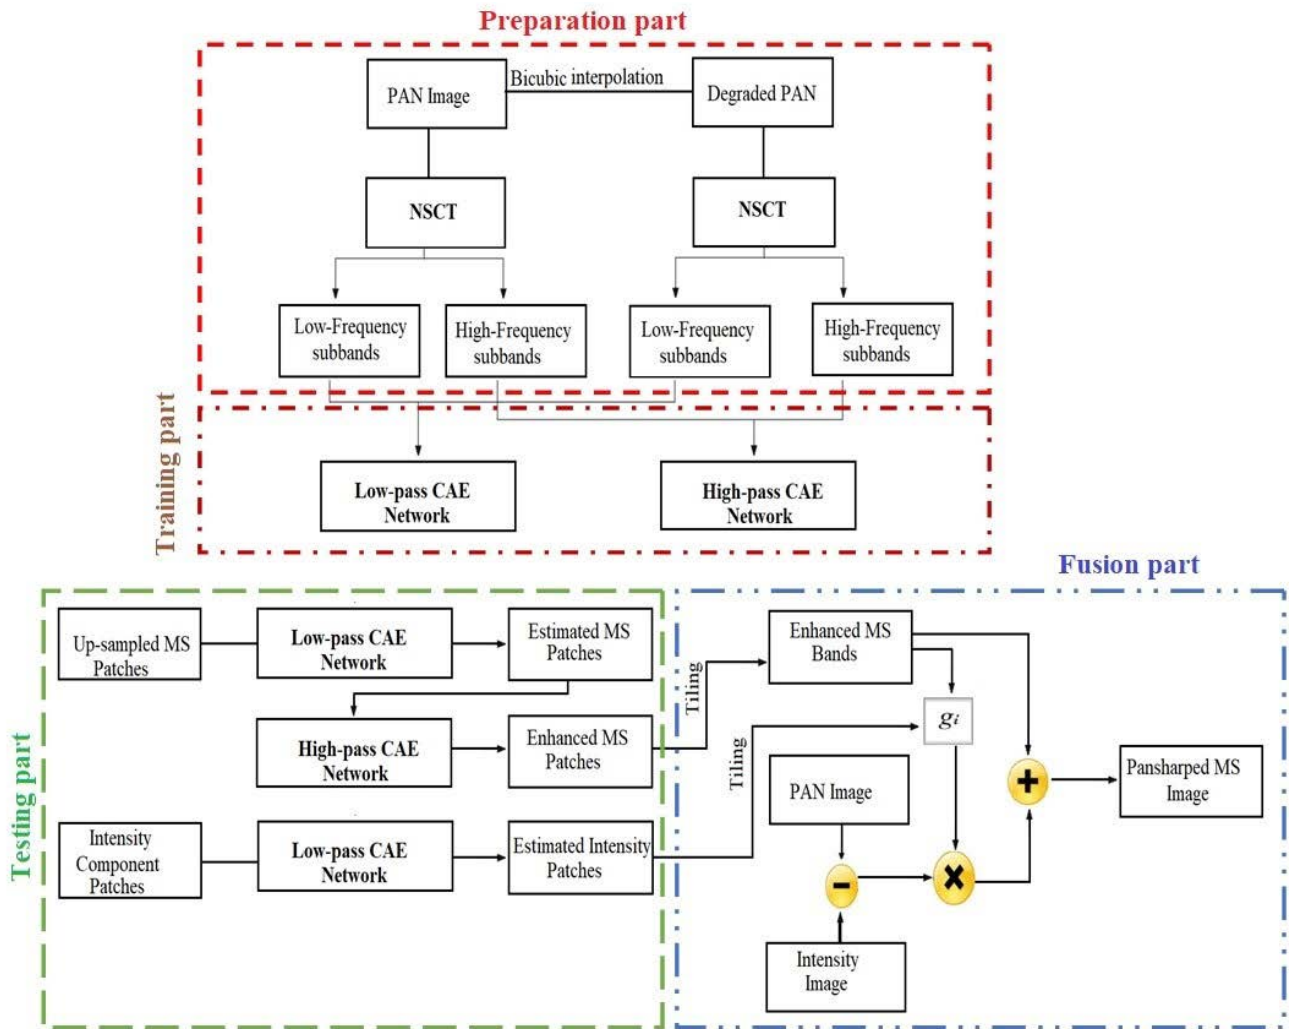 Preparation part
PAN Image
Bicubic interpolation
Degraded PAN
NSCT
NSCT
Low-Frequency
subbands
High-Frequency
subbands
Low-Frequency
subbands
High-Frequency
subbands
Training part
Low-pass CAE
Network
High-pass CAE
Network
Testing part
Up-sampled MS
Patches
Low-pass CAE
Network
Estimated MS
Patches
High-pass CAE
Network
Enhanced MS
Patches
Intensity
Component
Patches
Low-pass CAE
Network
Estimated Intensity
Patches
Fusion part
Tiling
Enhanced MS
Bands
gi
Tiling
PAN Image
−
×
+
Intensity
Image
Pansharped MS
Image